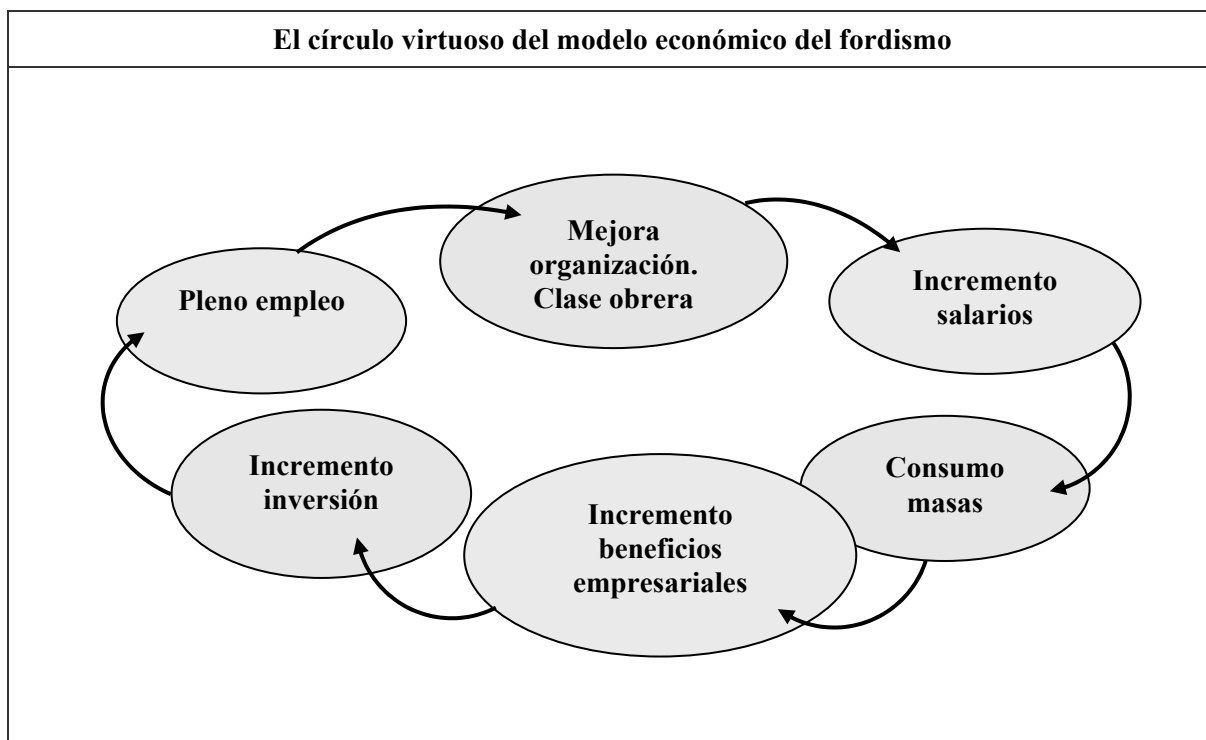 El círculo virtuoso del modelo económico del fordismo
Mejora
organización.
Clase obrera
Pleno empleo
Incremento
salarios
Incremento
inversión
Consumo
masas
Incremento
beneficios
empresariales